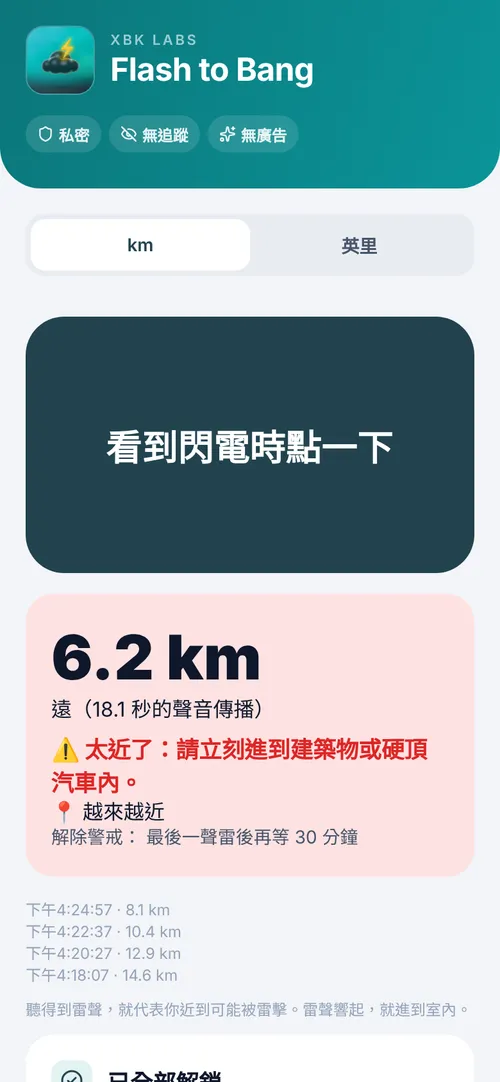 XBK LABS
Flash to Bang
私密
無追蹤
無廣告
km
英里
看到閃電時點一下
6.2 km
遠（18.1 秒的聲音傳播）
⚠️ 太近了：請立刻進到建築物或硬頂
汽車內。
📍 越來越近
解除警戒： 最後一聲雷後再等 30 分鐘
下午4:24:57 · 8.1 km
下午4:22:37 · 10.4 km
下午4:20:27 · 12.9 km
下午4:18:07 · 14.6 km
聽得到雷聲，就代表你近到可能被雷擊。雷聲響起，就進到室內。
已全部解鎖